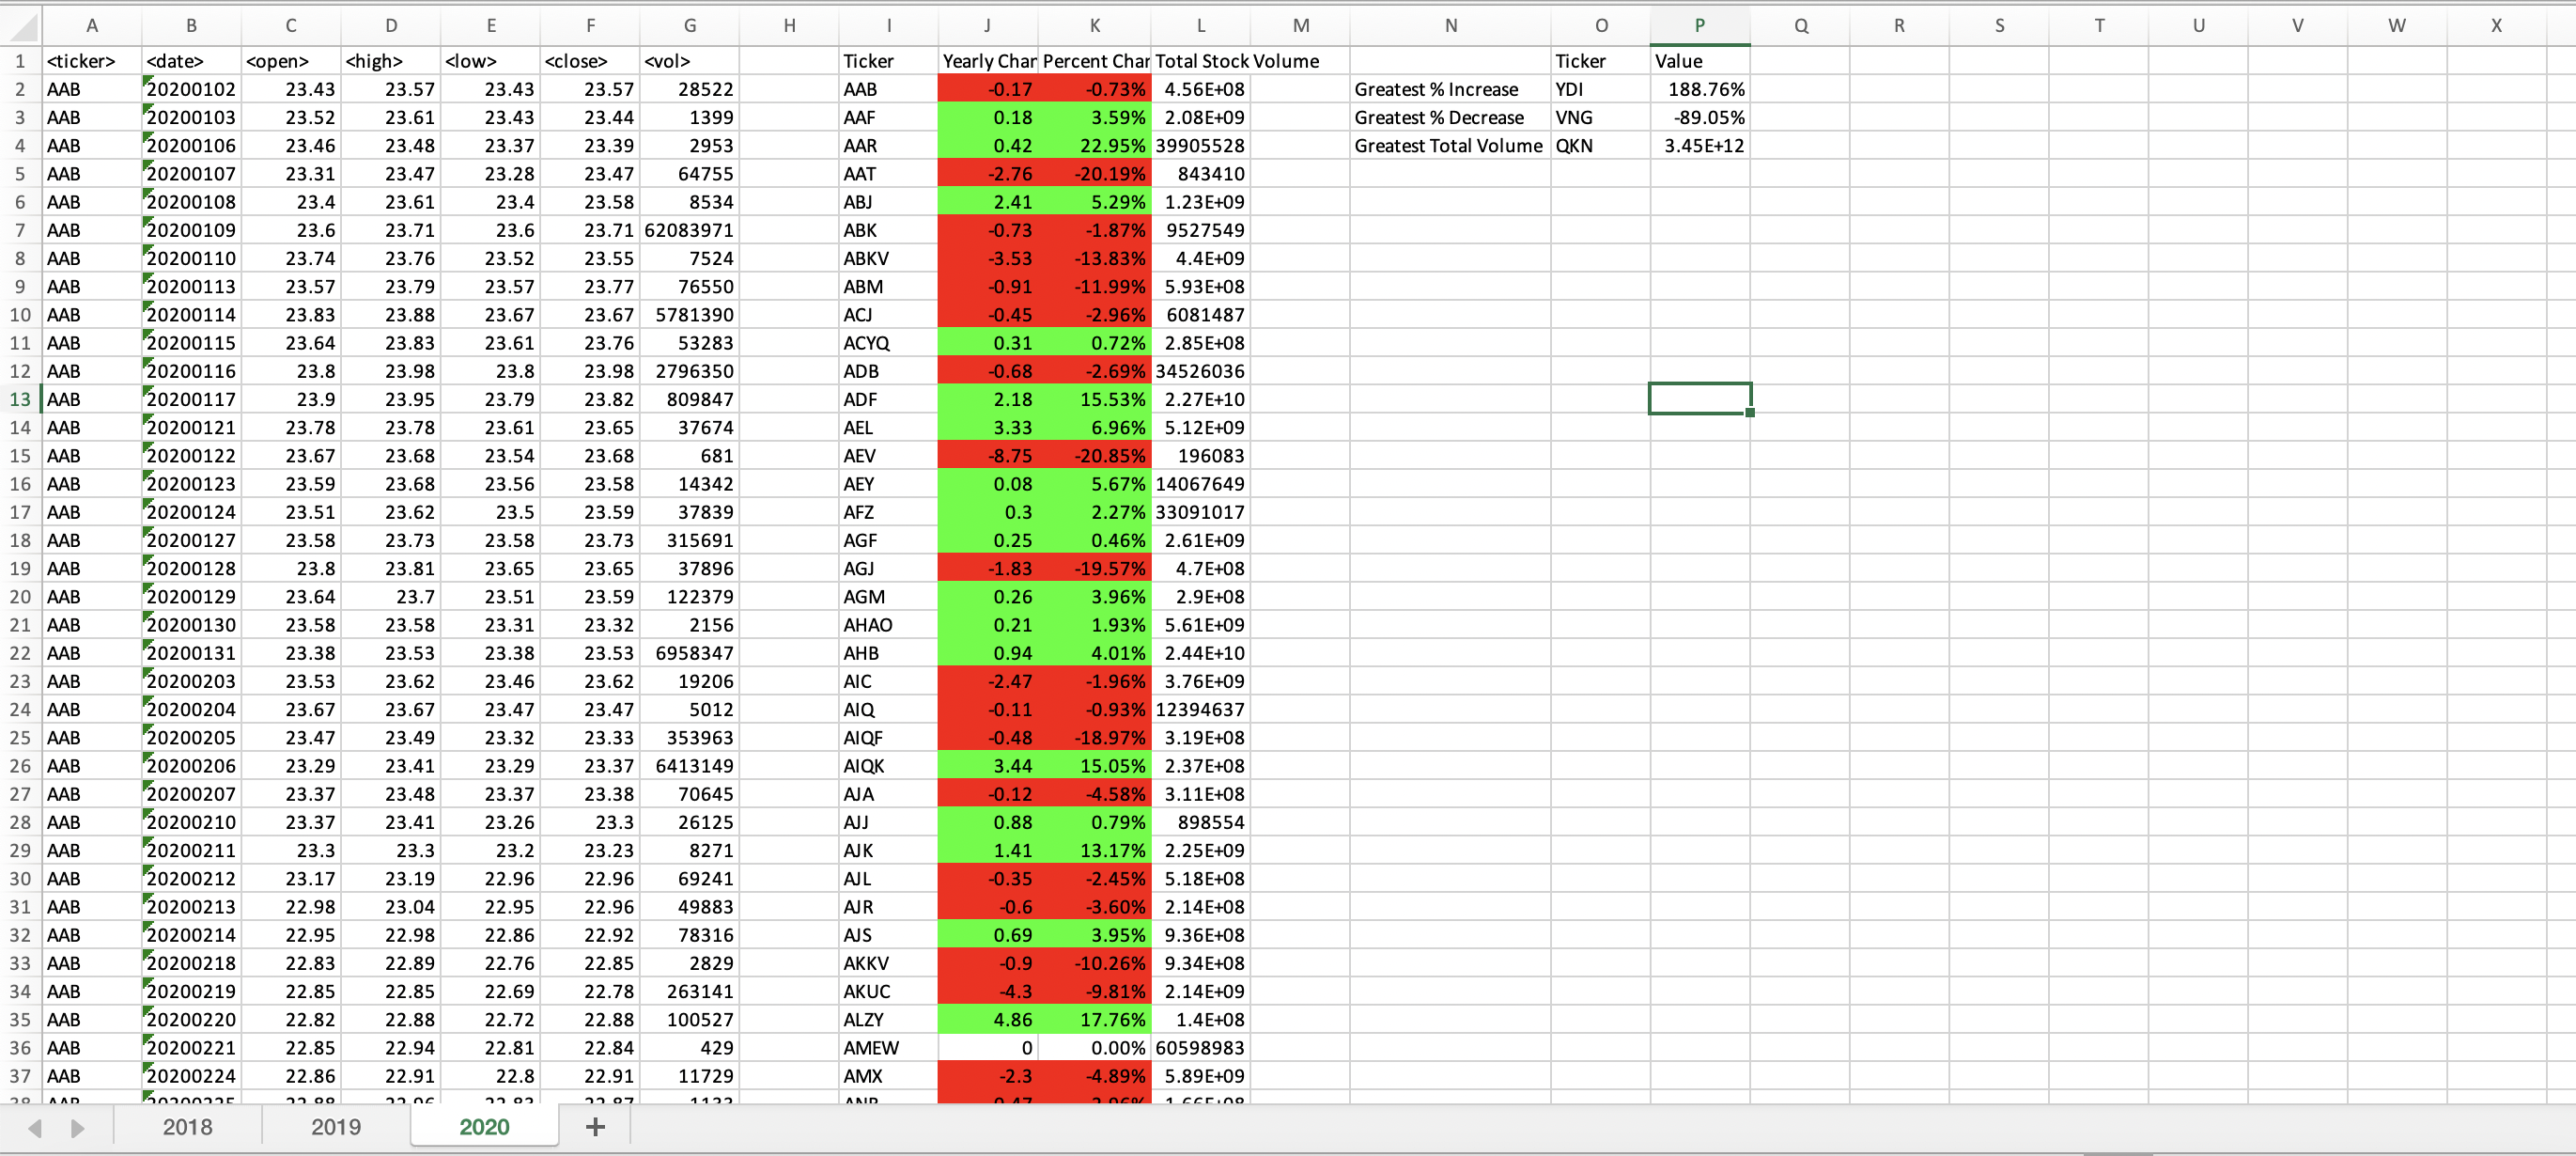 A B C D E F G H I J K L M N O P Q R S T U V W X
1 <ticker> <date> <open> <high> <low> <close> <vol> Ticker Yearly Char Percent Char Total Stock Volume Ticker Value
2 AAB 20200102 23.43 23.57 23.43 23.57 28522 AAB -0.17 -0.73% 4.56E+08 Greatest % Increase YDI 188.76%
3 AAB 20200103 23.52 23.61 23.43 23.44 1399 AAF 0.18 3.59% 2.08E+09 Greatest % Decrease VNG -89.05%
4 AAB 20200106 23.46 23.48 23.37 23.39 2953 AAR 0.42 22.95% 39905528 Greatest Total Volume QKN 3.45E+12
5 AAB 20200107 23.31 23.47 23.28 23.47 64755 AAT -2.76 -20.19% 843410
6 AAB 20200108 23.4 23.61 23.4 23.58 8534 ABJ 2.41 5.29% 1.23E+09
7 AAB 20200109 23.6 23.71 23.6 23.71 62083971 ABK -0.73 -1.87% 9527549
8 AAB 20200110 23.74 23.76 23.52 23.55 7524 ABKV -3.53 -13.83% 4.4E+09
9 AAB 20200113 23.57 23.79 23.57 23.77 76550 ABM -0.91 -11.99% 5.93E+08
10 AAB 20200114 23.83 23.88 23.67 23.67 5781390 ACJ -0.45 -2.96% 6081487
11 AAB 20200115 23.64 23.83 23.61 23.76 53283 ACYQ 0.31 0.72% 2.85E+08
12 AAB 20200116 23.8 23.98 23.8 23.98 2796350 ADB -0.68 -2.69% 34526036
13 AAB 20200117 23.9 23.95 23.79 23.82 809847 ADF 2.18 15.53% 2.27E+10
14 AAB 20200121 23.78 23.78 23.61 23.65 37674 AEL 3.33 6.96% 5.12E+09
15 AAB 20200122 23.67 23.68 23.54 23.68 681 AEV -8.75 -20.85% 196083
16 AAB 20200123 23.59 23.68 23.56 23.58 14342 AEY 0.08 5.67% 14067649
17 AAB 20200124 23.51 23.62 23.5 23.59 37839 AFZ 0.3 2.27% 33091017
18 AAB 20200127 23.58 23.73 23.58 23.73 315691 AGF 0.25 0.46% 2.61E+09
19 AAB 20200128 23.8 23.81 23.65 23.65 37896 AGJ -1.83 -19.57% 4.7E+08
20 AAB 20200129 23.64 23.7 23.51 23.59 122379 AGM 0.26 3.96% 2.9E+08
21 AAB 20200130 23.58 23.58 23.31 23.32 2156 AHAO 0.21 1.93% 5.61E+09
22 AAB 20200131 23.38 23.53 23.38 23.53 6958347 AHB 0.94 4.01% 2.44E+10
23 AAB 20200203 23.53 23.62 23.46 23.62 19206 AIC -2.47 -1.96% 3.76E+09
24 AAB 20200204 23.67 23.67 23.47 23.47 5012 AIQ -0.11 -0.93% 12394637
25 AAB 20200205 23.47 23.49 23.32 23.33 353963 AIQF -0.48 -18.97% 3.19E+08
26 AAB 20200206 23.29 23.41 23.29 23.37 6413149 AIQK 3.44 15.05% 2.37E+08
27 AAB 20200207 23.37 23.48 23.37 23.38 70645 AJA -0.12 -4.58% 3.11E+08
28 AAB 20200210 23.37 23.41 23.26 23.3 26125 AJJ 0.88 0.79% 898554
29 AAB 20200211 23.3 23.3 23.2 23.23 8271 AJK 1.41 13.17% 2.25E+09
30 AAB 20200212 23.17 23.19 22.96 22.96 69241 AJL -0.35 -2.45% 5.18E+08
31 AAB 20200213 22.98 23.04 22.95 22.96 49883 AJR -0.6 -3.60% 2.14E+08
32 AAB 20200214 22.95 22.98 22.86 22.92 78316 AJS 0.69 3.95% 9.36E+08
33 AAB 20200218 22.83 22.89 22.76 22.85 2829 AKKV -0.9 -10.26% 9.34E+08
34 AAB 20200219 22.85 22.85 22.69 22.78 263141 AKUC -4.3 -9.81% 2.14E+09
35 AAB 20200220 22.82 22.88 22.72 22.88 100527 ALZY 4.86 17.76% 1.4E+08
36 AAB 20200221 22.85 22.94 22.81 22.84 429 AMEW 0 0.00% 60598983
37 AAB 20200224 22.86 22.91 22.8 22.91 11729 AMX -2.3 -4.89% 5.89E+09
2018 2019 2020 +